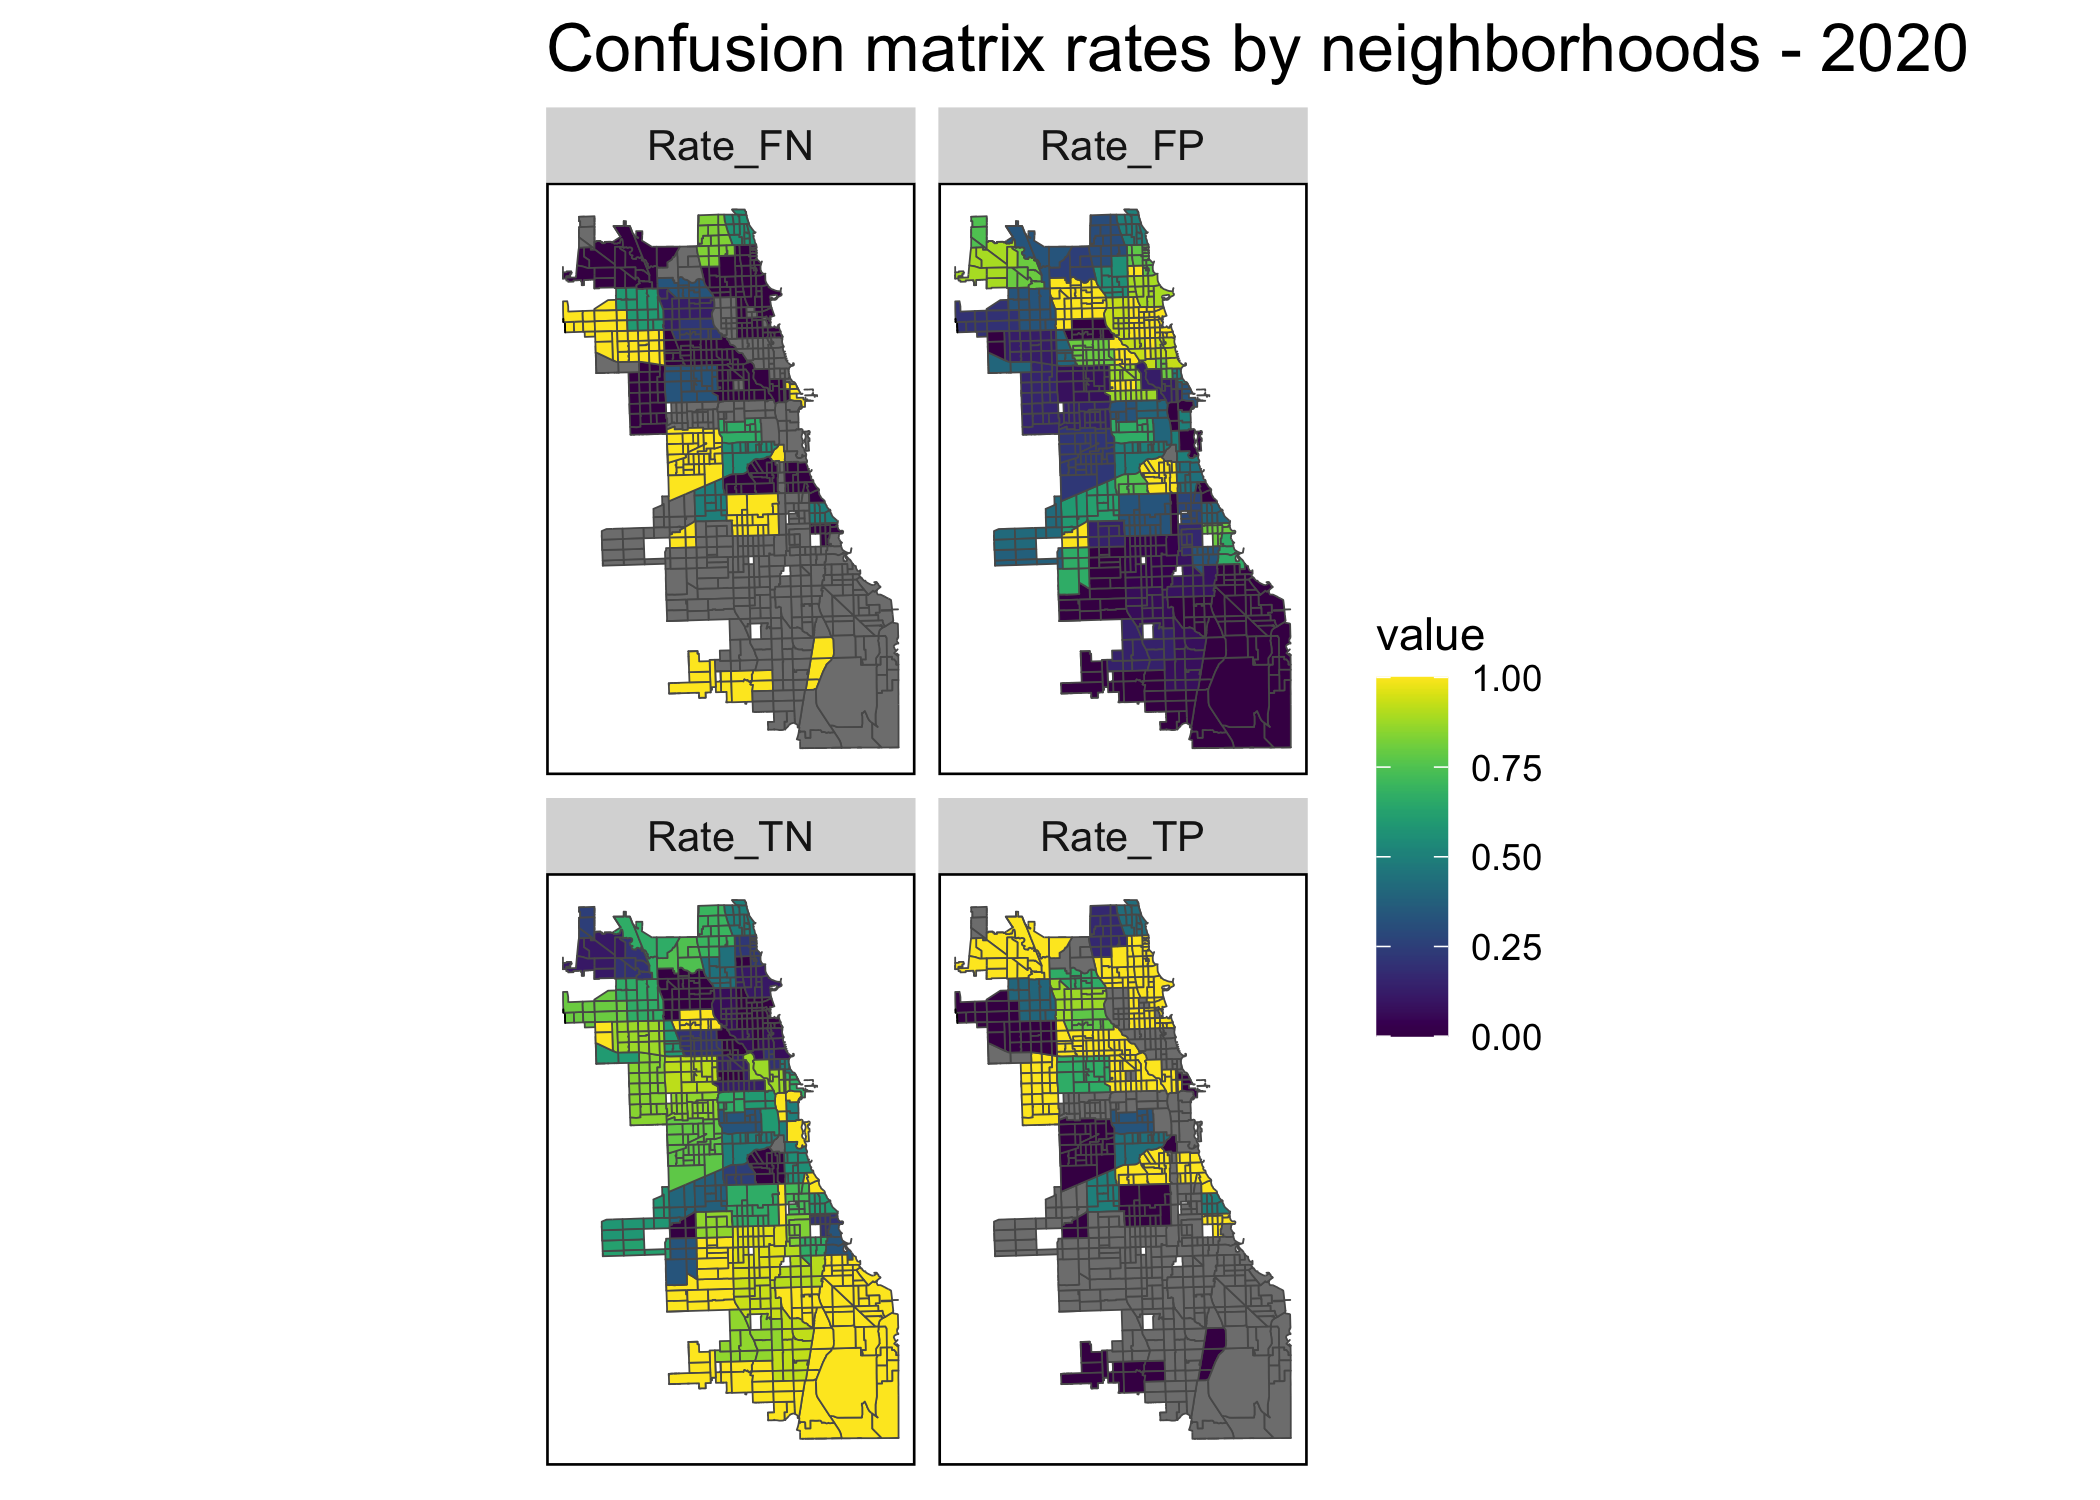 Confusion matrix rates by neighborhoods - 2020
Rate_FN
Rate_FP
Rate_TN
Rate_TP
value
1.00
0.75
0.50
0.25
0.00